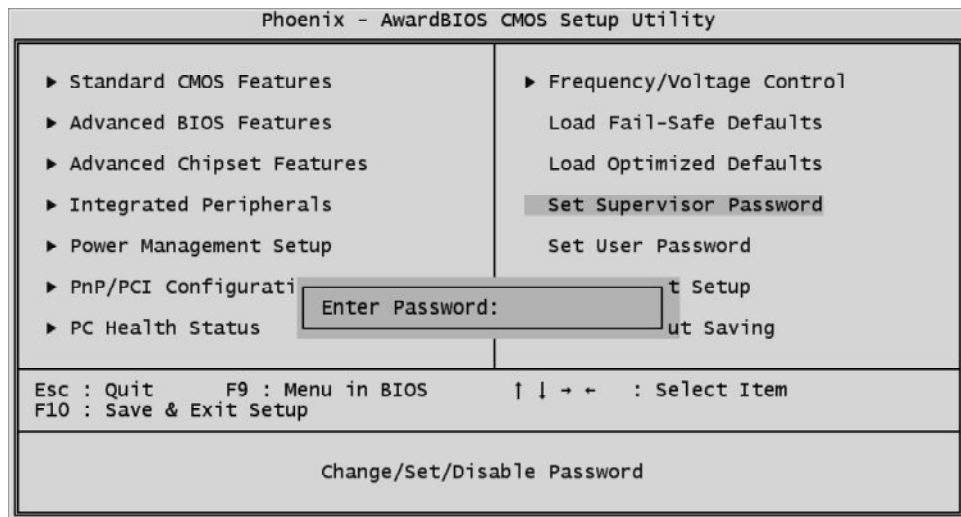 Phoenix - AwardBIOS CMOS Setup Utility
▶ Standard CMOS Features
▶ Advanced BIOS Features
▶ Advanced Chipset Features
▶ Integrated Peripherals
▶ Power Management Setup
▶ PnP/PCI Configurati
▶ PC Health Status
▶ Frequency/Voltage Control
Load Fail-Safe Defaults
Load Optimized Defaults
Set Supervisor Password
Set User Password
t Setup
ut Saving
Enter Password:
Esc : Quit F9 : Menu in BIOS ↑ ↓ → ← : Select Item
F10 : Save & Exit Setup
Change/Set/Disable Password